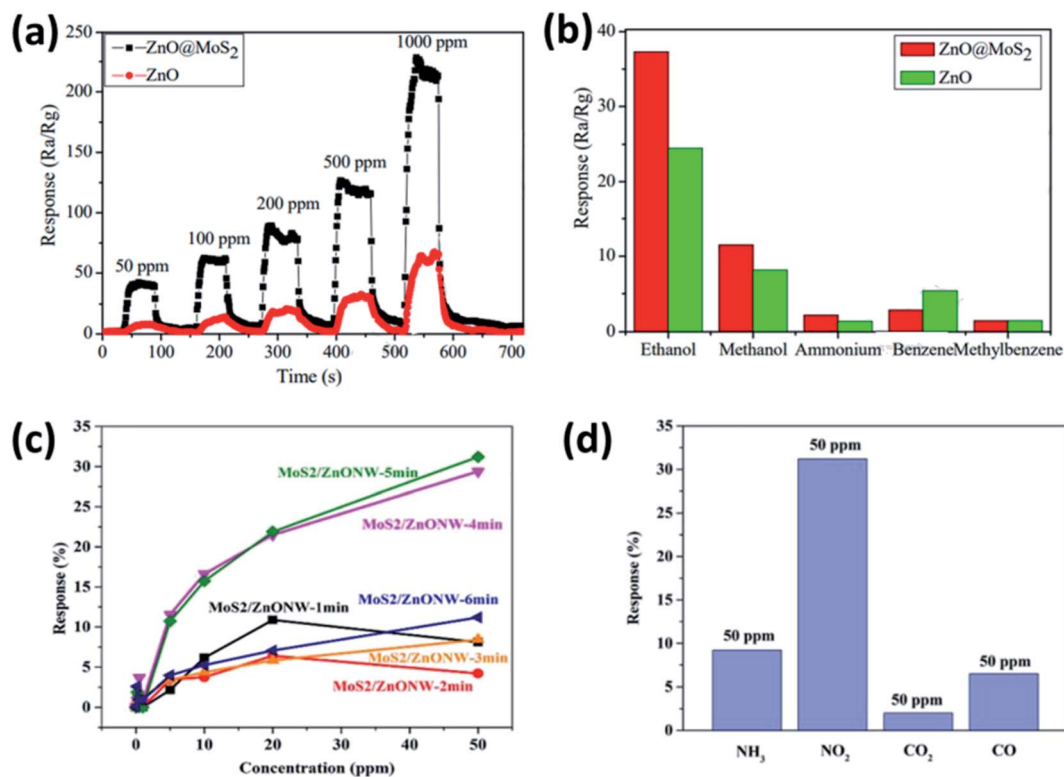 (a)
ZnO@MoS2
ZnO
50 ppm
100 ppm
200 ppm
500 ppm
1000 ppm
Response (Ra/Rg)
250
200
150
100
50
0
0 100 200 300 400 500 600 700
Time (s)
(b)
ZnO@MoS2
ZnO
Response (Ra/Rg)
40
30
20
10
0
Ethanol Methanol Ammonium Benzene Methylbenzene
(c)
Response (%)
35
30
25
20
15
10
5
0
MoS2/ZnONW-5min
MoS2/ZnONW-4min
MoS2/ZnONW-1min
MoS2/ZnONW-6min
MoS2/ZnONW-3min
MoS2/ZnONW-2min
0 10 20 30 40 50
Concentration (ppm)
(d)
Response (%)
35
30
25
20
15
10
5
0
50 ppm
50 ppm
50 ppm
50 ppm
NH3 NO2 CO2 CO